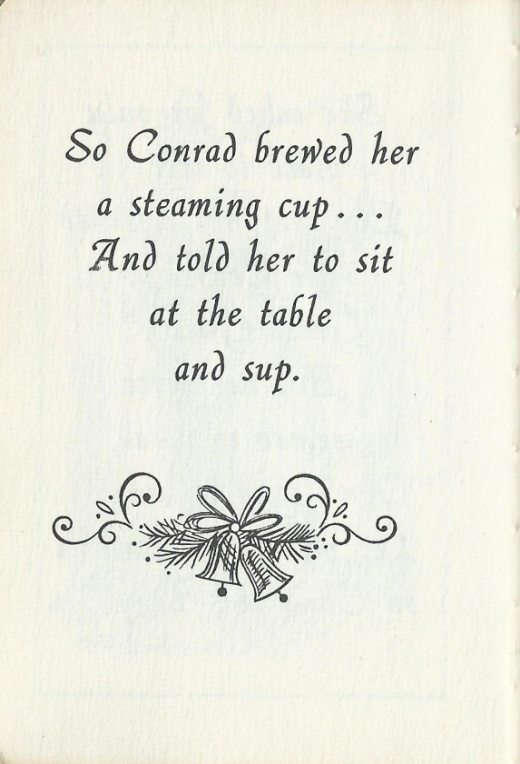 So Conrad brewed her
a steaming cup...
And told her to sit
at the table
and sup.